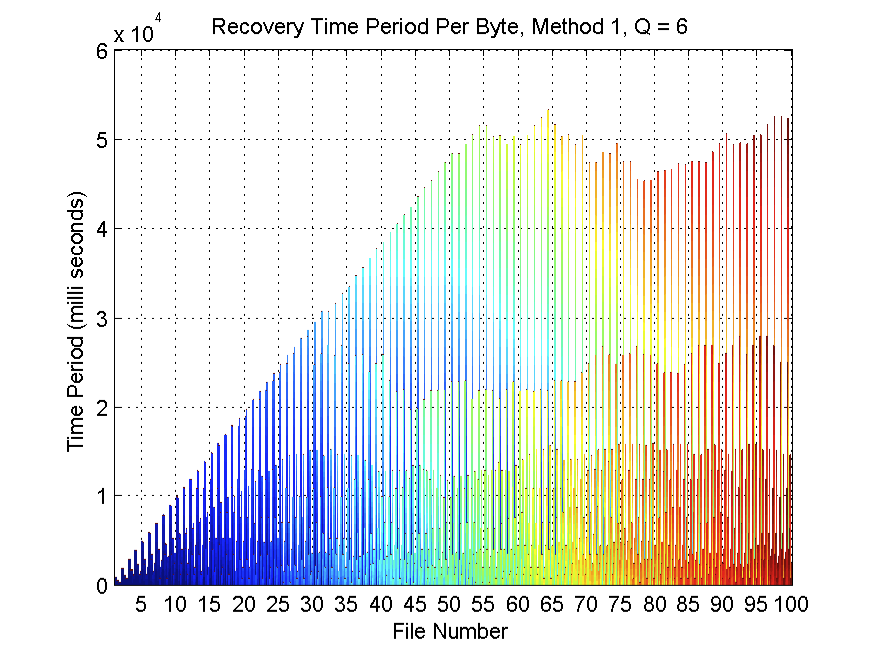 Recovery Time Period Per Byte, Method 1, Q = 6
x 10^4
6
5
4
3
2
1
0
Time Period (milli seconds)
5 10 15 20 25 30 35 40 45 50 55 60 65 70 75 80 85 90 95 100
File Number